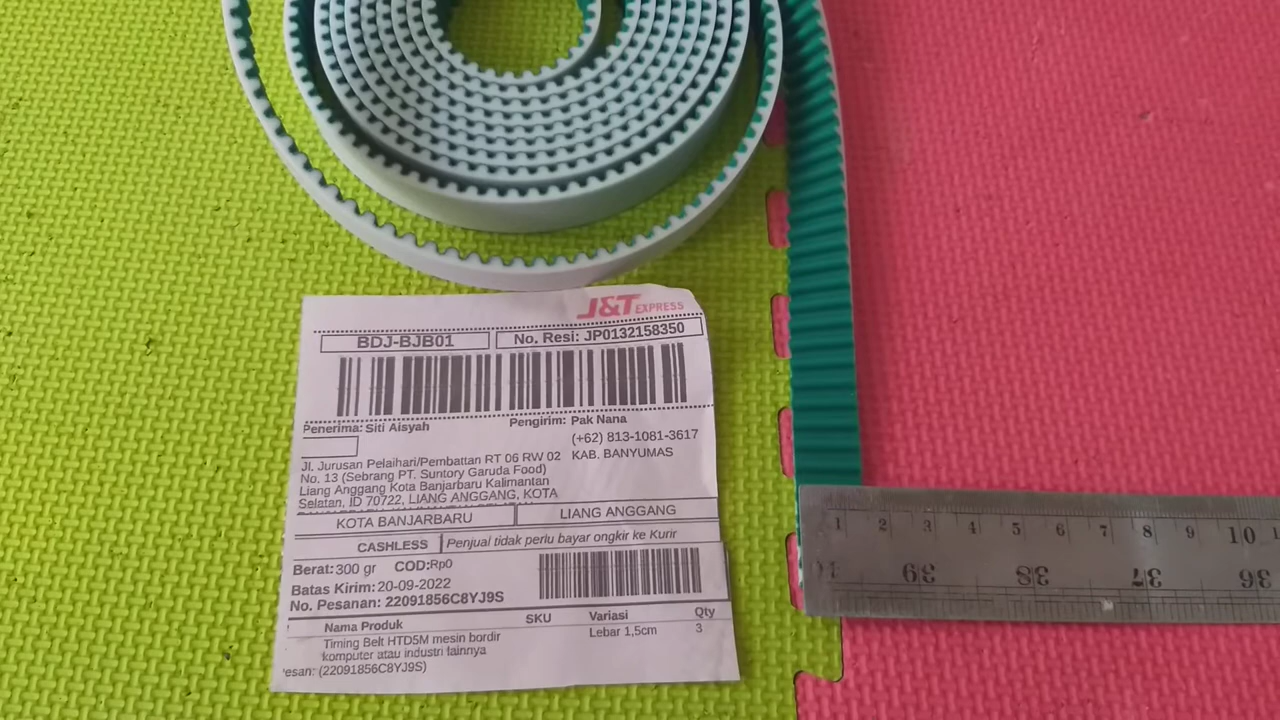 J&T EXPRESS
BDJ-BJB01
No. Resi: JP0132158350
Penerima: Siti Aisyah
Pengirim: Pak Nana
(+62) 813-1081-3617
KAB. BANYUMAS
Jl. Jurusan Pelaihari/Pembattan RT 06 RW 02
No. 13 (Sebrang PT. Suntory Garuda Food)
Liang Anggang Kota Banjarbaru Kalimantan
Selatan, ID 70722, LIANG ANGGANG, KOTA
KOTA BANJARBARU
LIANG ANGGANG
CASHLESS
Penjual tidak perlu bayar ongkir ke Kurir
Berat: 300 gr COD:Rp0
Batas Kirim: 20-09-2022
No. Pesanan: 22091856C8YJ9S
Nama Produk SKU Variasi Qty
Timing Belt HTD5M mesin bordir Lebar 1,5cm 3
komputer atau industri lainnya
esan: (22091856C8YJ9S)
1 2 3 4 5 6 7 8 9 10
39 38 37 36